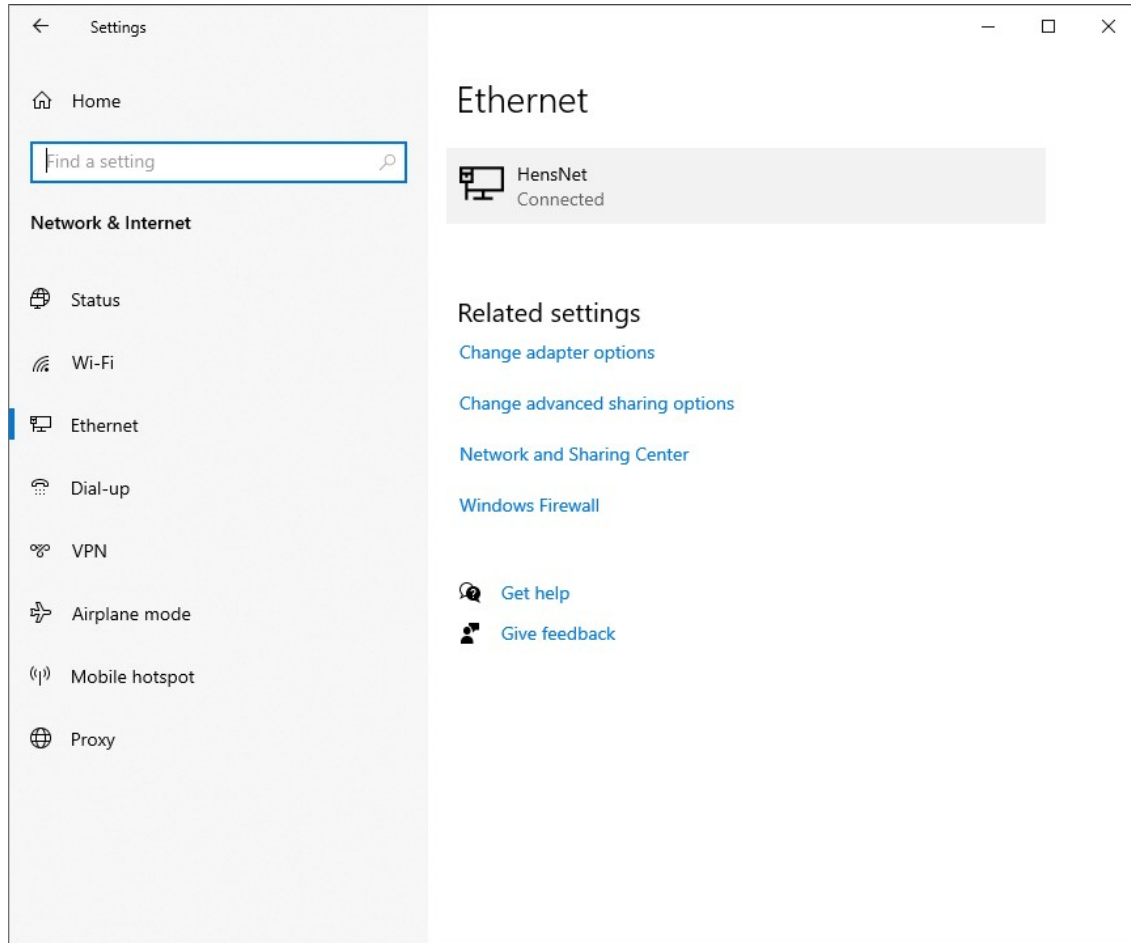 Settings
Home
Find a setting
Network & Internet
Status
Wi-Fi
Ethernet
Dial-up
VPN
Airplane mode
Mobile hotspot
Proxy
Ethernet
HensNet
Connected
Related settings
Change adapter options
Change advanced sharing options
Network and Sharing Center
Windows Firewall
Get help
Give feedback